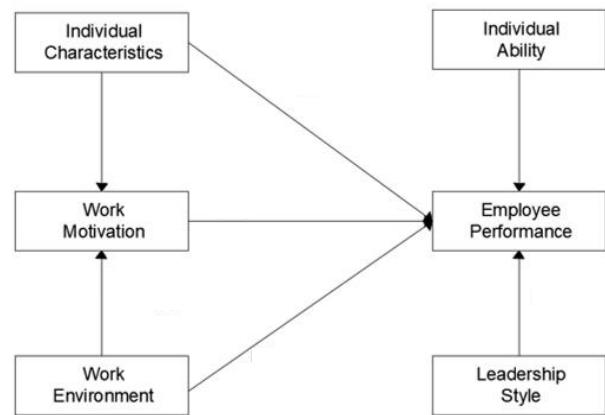 Individual
Characteristics
Individual
Ability
Work
Motivation
Employee
Performance
Work
Environment
Leadership
Style